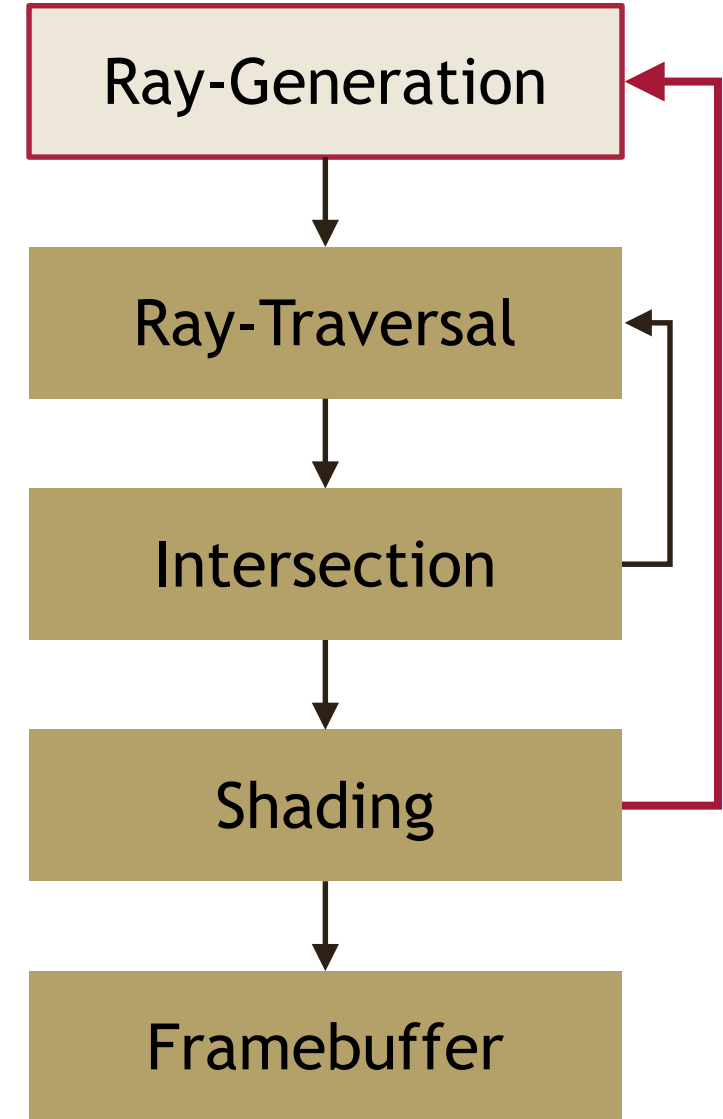 Ray-Generation
Ray-Traversal
Intersection
Shading
Framebuffer